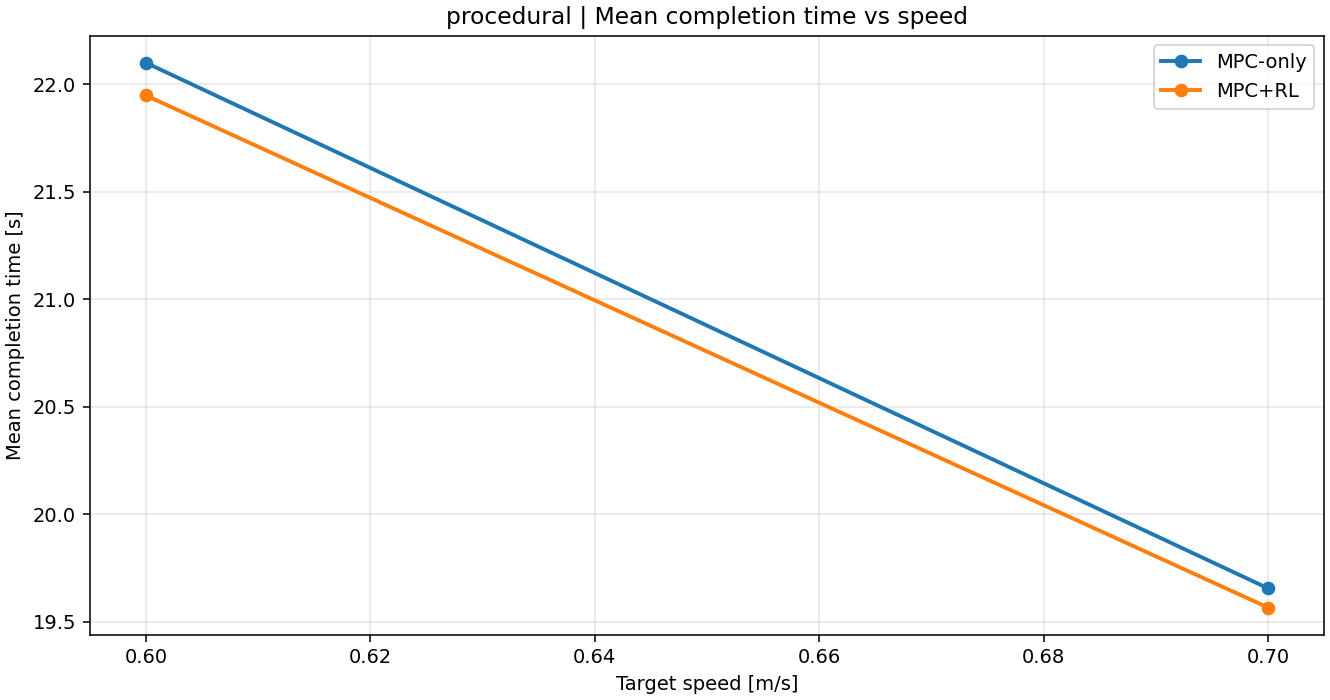 procedural | Mean completion time vs speed
MPC-only
MPC+RL
Mean completion time [s]
22.0
21.5
21.0
20.5
20.0
19.5
0.60 0.62 0.64 0.66 0.68 0.70
Target speed [m/s]